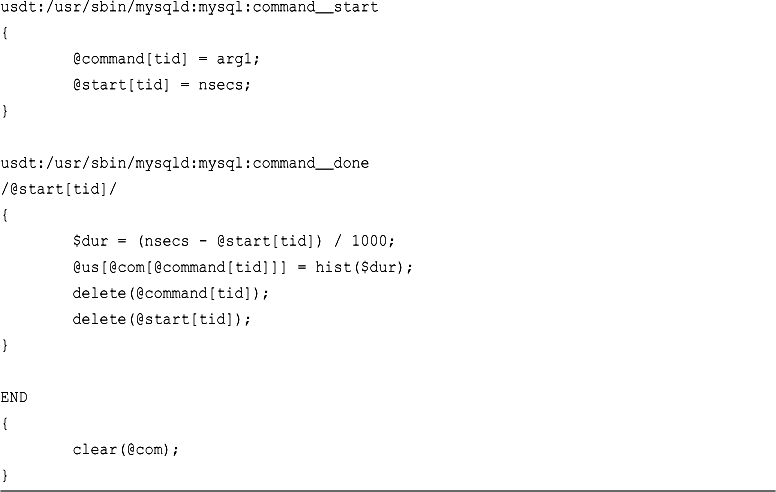 usdt:/usr/sbin/mysqld:mysql:command__start
{
        @command[tid] = arg1;
        @start[tid] = nsecs;
}

usdt:/usr/sbin/mysqld:mysql:command__done
/@start[tid]/
{
        $dur = (nsecs - @start[tid]) / 1000;
        @us[@com[@command[tid]]] = hist($dur);
        delete(@command[tid]);
        delete(@start[tid]);
}

END
{
        clear(@com);
}